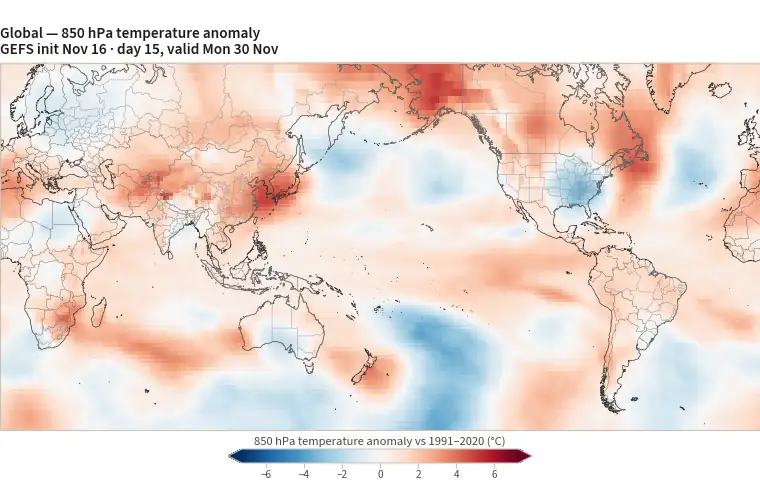 Global — 850 hPa temperature anomaly
GEFS init Nov 16 · day 15, valid Mon 30 Nov
850 hPa temperature anomaly vs 1991–2020 (°C)
−6 −4 −2 0 2 4 6